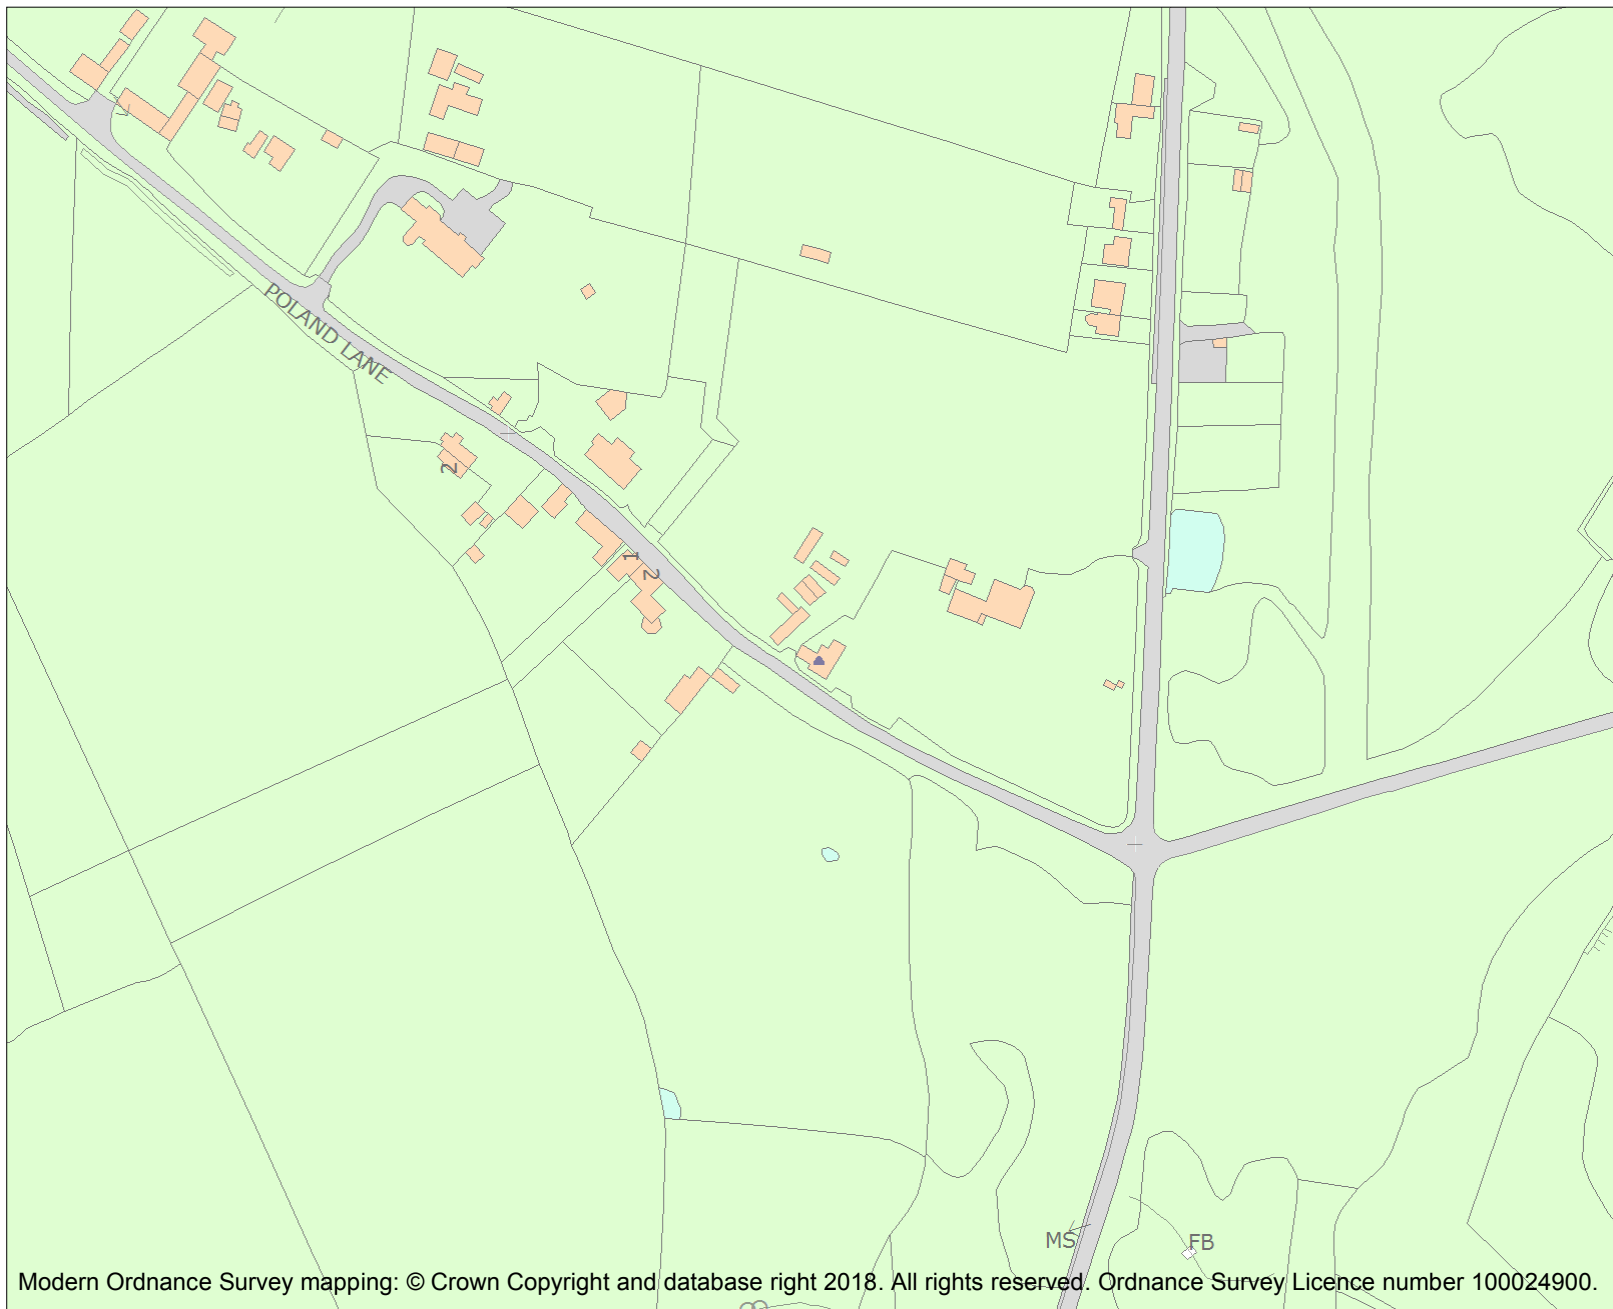 POLAND LANE
2
1
2
MS
FB
Modern Ordnance Survey mapping: © Crown Copyright and database right 2018. All rights reserved. Ordnance Survey Licence number 100024900.